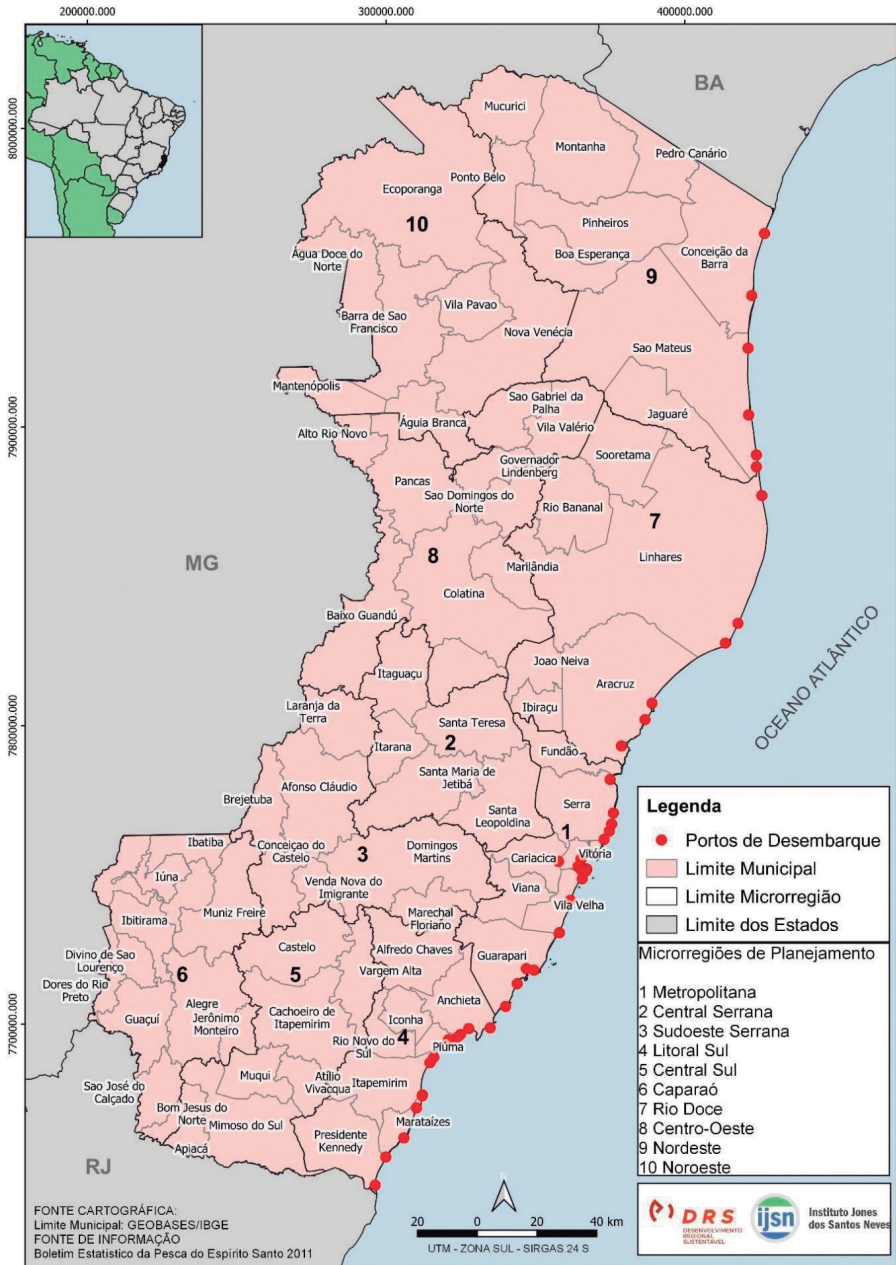 200000.000
300000.000
400000.000
8000000.000
7900000.000
7800000.000
7700000.000
BA
MG
RJ
OCEANO ATLÂNTICO
Mucurici
Montanha
Pedro Canário
Ponto Belo
Ecoporanga
10
Pinheiros
Água Doce do
Norte
Boa Esperança
Conceição da
Barra
9
Vila Pavao
Barra de Sao
Francisco
Nova Venécia
Sao Mateus
Mantenópolis
Sao Gabriel da
Palha
Jaguaré
Águia Branca
Vila Valério
Alto Rio Novo
Sooretama
Governador
Lindenberg
Pancas
Sao Domingos do
Norte
Rio Bananal
7
Linhares
8
Marilândia
Colatina
Baixo Guandú
Joao Neiva
Itaguaçu
Aracruz
Ibiraçu
Laranja da
Terra
Santa Teresa
2
Itarana
Fundão
Santa Maria de
Jetibá
Afonso Cláudio
Brejetuba
Serra
Santa
Leopoldina
1
Ibatiba
Conceiçao do
Castelo
3
Domingos
Martins
Cariacica
Vitória
Iúna
Venda Nova do
Imigrante
Viana
Muniz Freire
Ibitirama
Vila Velha
Marechal
Floriano
Castelo
Alfredo Chaves
Guarapari
Divino de Sao
Lourenço
6
5
Vargem Alta
Dores do Rio
Preto
Anchieta
Alegre
Jerônimo
Monteiro
Cachoeiro de
Itapemirim
Guaçuí
Iconha
4
Rio Novo do
Sul
Piúma
Muqui
Atílio
Vivacqua
Itapemirim
Sao José do
Calçado
Bom Jesus do
Norte
Mimoso do Sul
Marataízes
Presidente
Kennedy
Apiacá
Legenda
Portos de Desembarque
Limite Municipal
Limite Microrregião
Limite dos Estados
Microrregiões de Planejamento
1 Metropolitana
2 Central Serrana
3 Sudoeste Serrana
4 Litoral Sul
5 Central Sul
6 Caparaó
7 Rio Doce
8 Centro-Oeste
9 Nordeste
10 Noroeste
FONTE CARTOGRÁFICA:
Limite Municipal: GEOBASES/IBGE
FONTE DE INFORMAÇÃO
Boletim Estatistico da Pesca do Espirito Santo 2011
N
20 0 20 40 km
UTM - ZONA SUL - SIRGAS 24 S
DRS
DESENVOLVIMENTO
REGIONAL
SUSTENTÁVEL
ijsn
Instituto Jones
dos Santos Neves